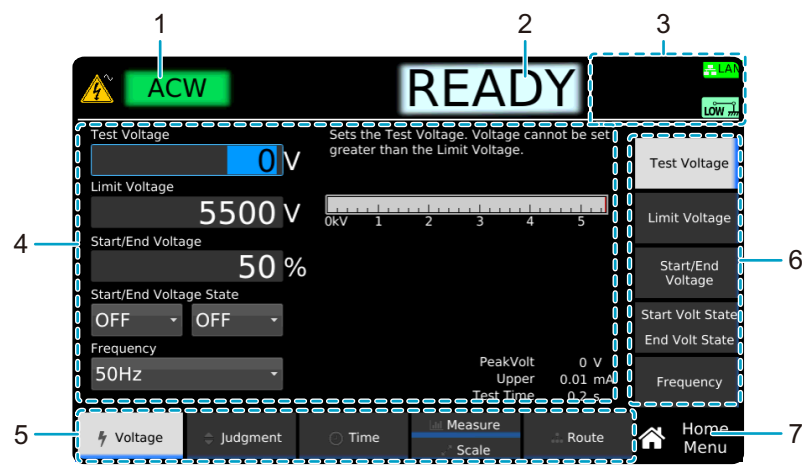 1
2
3
ACW
READY
LAN
LOW
Test Voltage
0 V
Sets the Test Voltage. Voltage cannot be set
greater than the Limit Voltage.
Limit Voltage
5500 V
0kV 1 2 3 4 5
Start/End Voltage
50 %
Start/End Voltage State
OFF OFF
Frequency
50Hz
PeakVolt 0 V
Upper 0.01 mA
Test Time 0.2 s
4
Test Voltage
Limit Voltage
Start/End
Voltage
Start Volt State
End Volt State
Frequency
6
5
Voltage
Judgment
Time
Measure
Scale
Route
Home
Menu
7